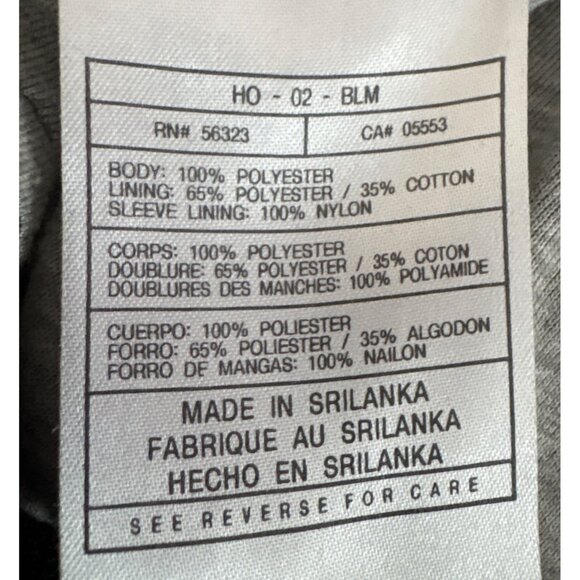 HO - 02 - BLM
RN# 56323
CA# 05553
BODY: 100% POLYESTER
LINING: 65% POLYESTER / 35% COTTON
SLEEVE LINING: 100% NYLON
CORPS: 100% POLYESTER
DOUBLURE: 65% POLYESTER / 35% COTON
DOUBLURES DES MANCHES: 100% POLYAMIDE
CUERPO: 100% POLIESTER
FORRO: 65% POLIESTER / 35% ALGODON
FORRO DE MANGAS: 100% NAILON
MADE IN SRILANKA
FABRIQUE AU SRILANKA
HECHO EN SRILANKA
SEE REVERSE FOR CARE